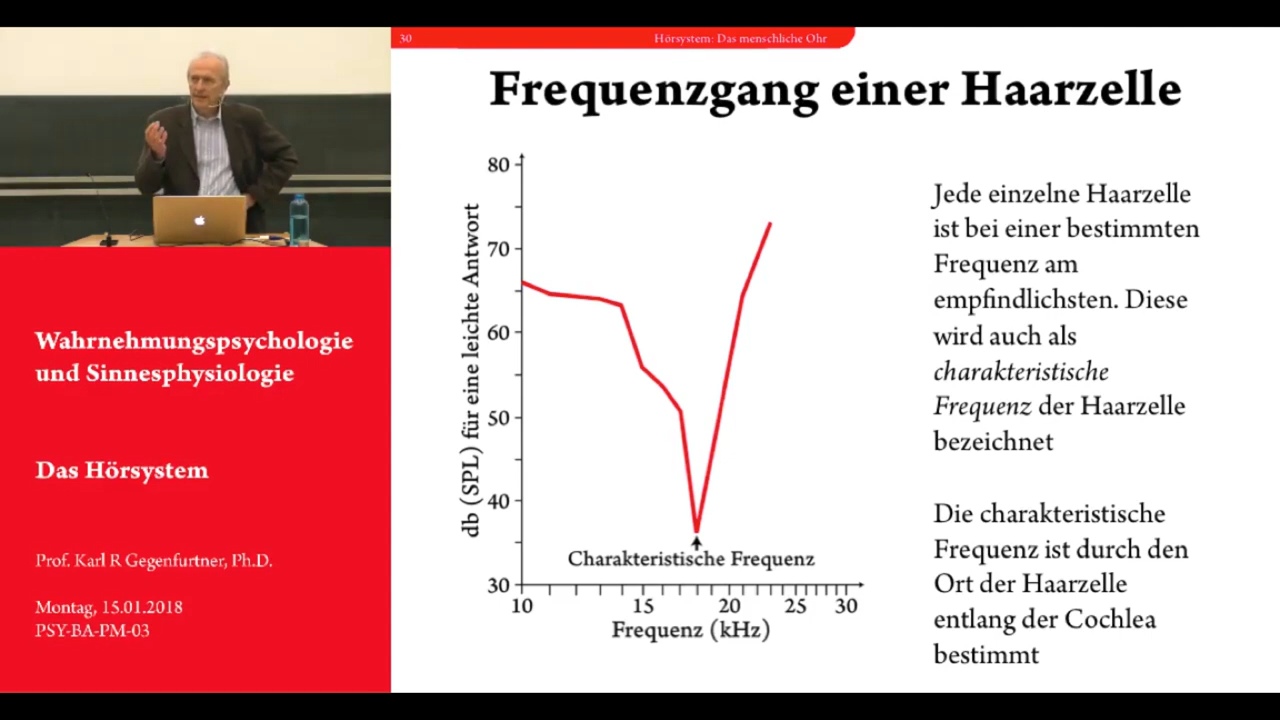 30
Hörsystem: Das menschliche Ohr
Frequenzgang einer Haarzelle
Wahrnehmungspsychologie
und Sinnesphysiologie
Das Hörsystem
Prof. Karl R Gegenfurtner, Ph.D.
Montag, 15.01.2018
PSY-BA-PM-03
db (SPL) für eine leichte Antwort
80
70
60
50
40
30
Charakteristische Frequenz
10
15
20
25
30
Frequenz (kHz)
Jede einzelne Haarzelle
ist bei einer bestimmten
Frequenz am
empfindlichsten. Diese
wird auch als
charakteristische
Frequenz der Haarzelle
bezeichnet
Die charakteristische
Frequenz ist durch den
Ort der Haarzelle
entlang der Cochlea
bestimmt